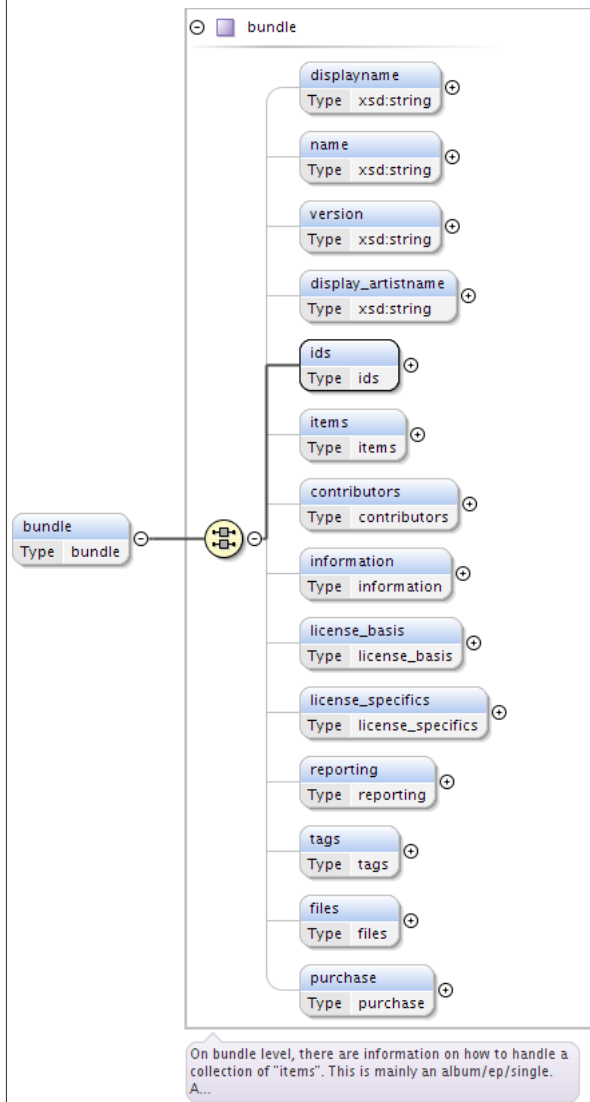 bundle
displayname
Type xsd:string
name
Type xsd:string
version
Type xsd:string
display_artistname
Type xsd:string
ids
Type ids
items
Type items
contributors
Type contributors
bundle
Type bundle
information
Type information
license_basis
Type license_basis
license_specifics
Type license_specifics
reporting
Type reporting
tags
Type tags
files
Type files
purchase
Type purchase
On bundle level, there are information on how to handle a
collection of "items". This is mainly an album/ep/single.
A...